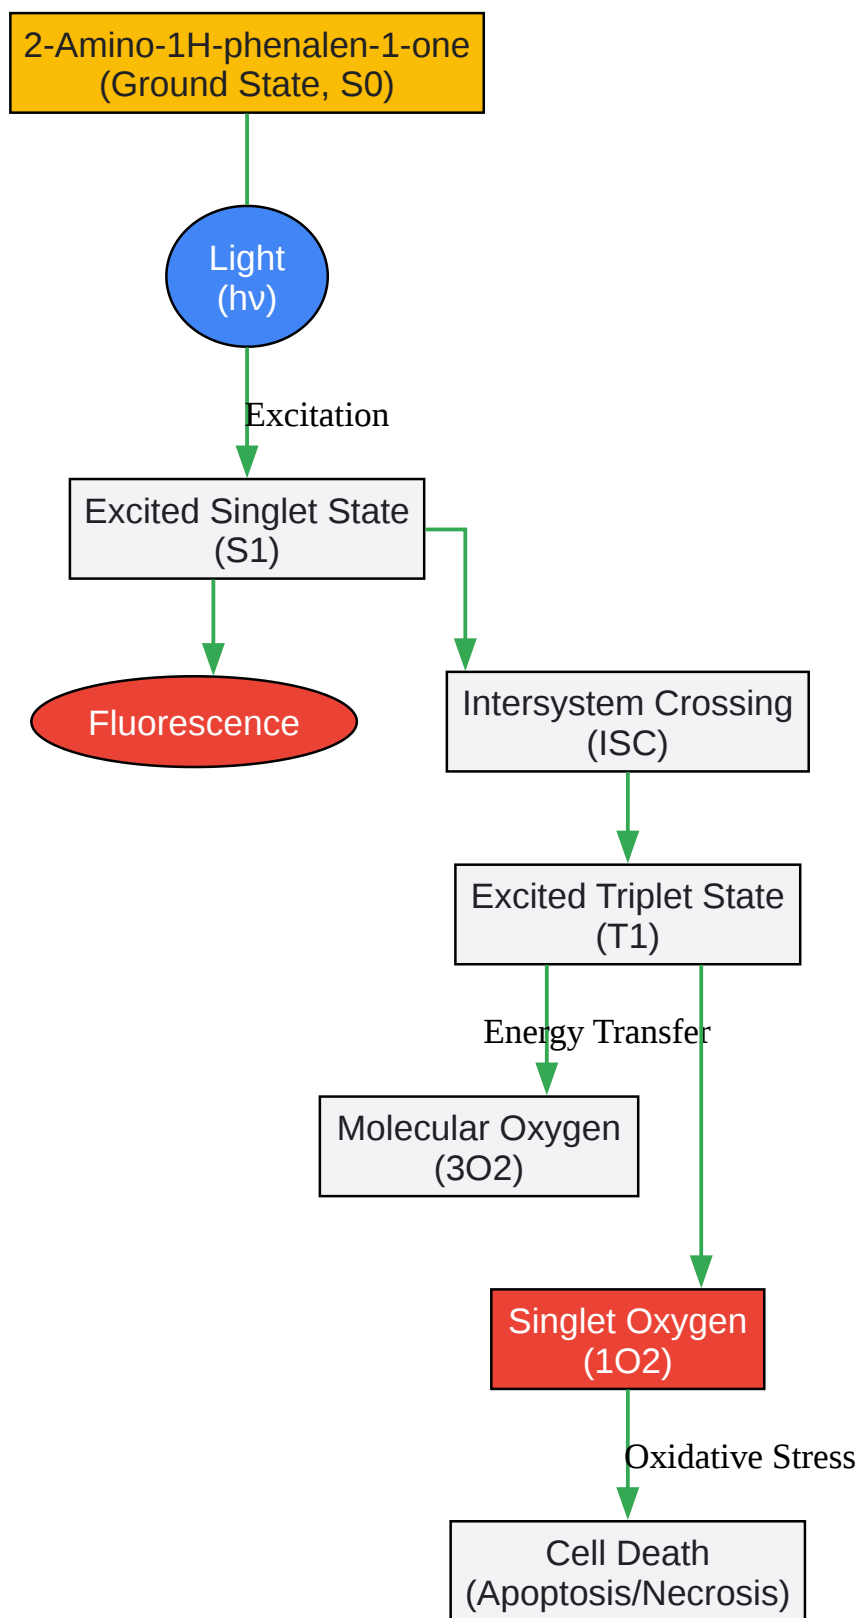 2-Amino-1H-phenalen-1-one
(Ground State, S0)
Light
(hν)
Excitation
Excited Singlet State
(S1)
Fluorescence
Intersystem Crossing
(ISC)
Excited Triplet State
(T1)
Energy Transfer
Molecular Oxygen
(3O2)
Singlet Oxygen
(1O2)
Oxidative Stress
Cell Death
(Apoptosis/Necrosis)